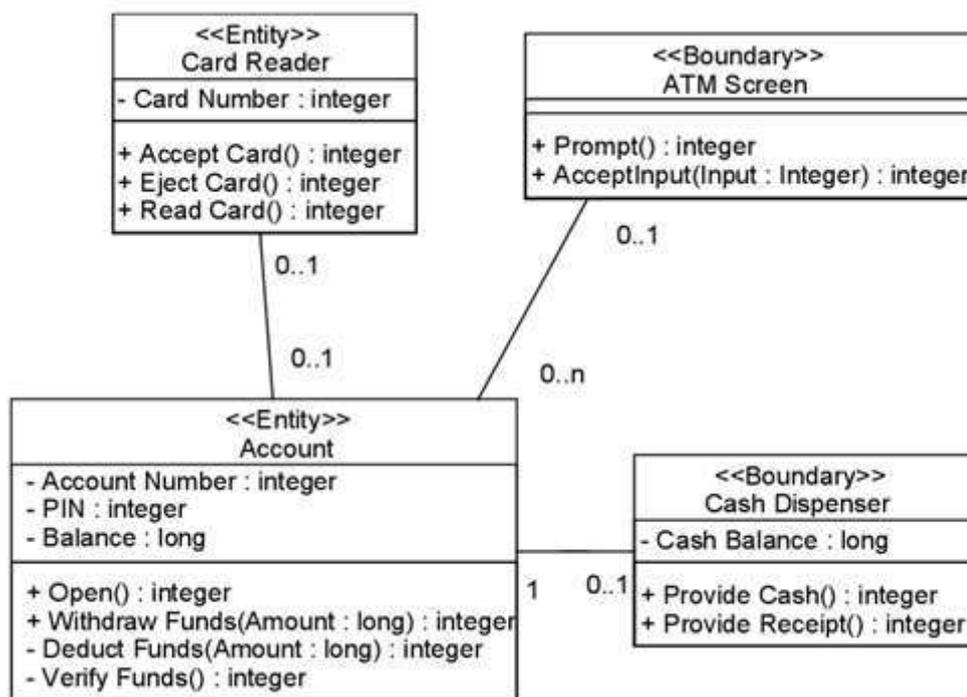 <<Entity>>
Card Reader
- Card Number : integer
+ Accept Card() : integer
+ Eject Card() : integer
+ Read Card() : integer
<<Boundary>>
ATM Screen
+ Prompt() : integer
+ AcceptInput(Input : Integer) : integer
0..1
0..1
0..1
0..n
<<Entity>>
Account
- Account Number : integer
- PIN : integer
- Balance : long
+ Open() : integer
+ Withdraw Funds(Amount : long) : integer
- Deduct Funds(Amount : long) : integer
- Verify Funds() : integer
1
0..1
<<Boundary>>
Cash Dispenser
- Cash Balance : long
+ Provide Cash() : integer
+ Provide Receipt() : integer